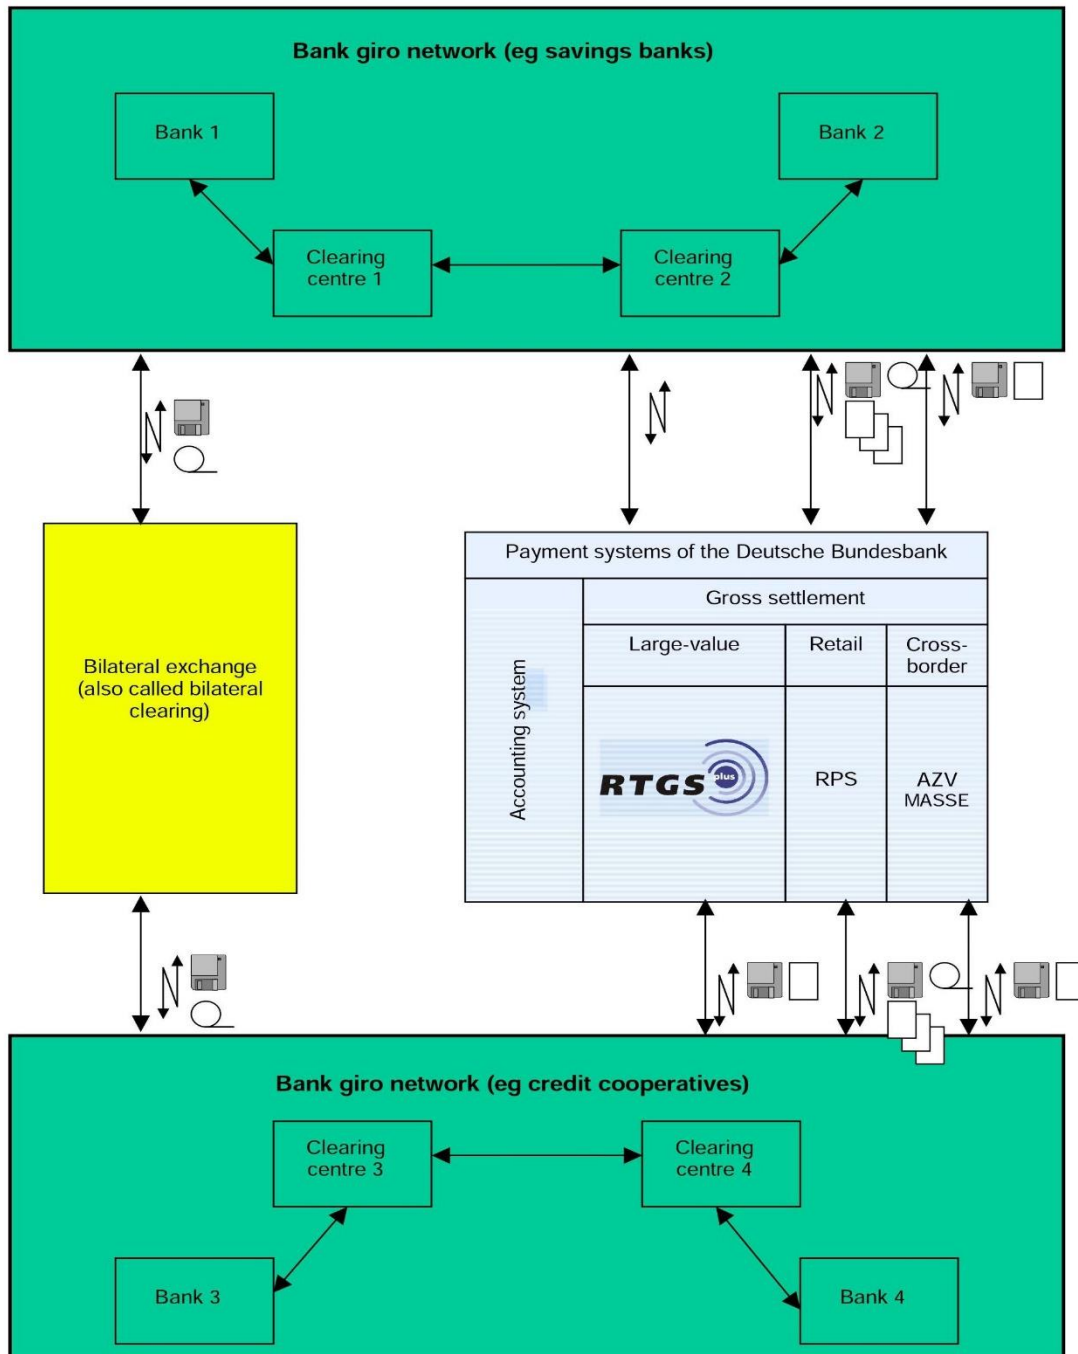 Bank giro network (eg savings banks)
Bank 1
Bank 2
Clearing
centre 1
Clearing
centre 2
Payment systems of the Deutsche Bundesbank
Gross settlement
Large-value
Retail
Cross-
border
Accounting system
Bilateral exchange
(also called bilateral
clearing)
RTGS plus
RPS
AZV
MASSE
Bank giro network (eg credit cooperatives)
Clearing
centre 3
Clearing
centre 4
Bank 3
Bank 4